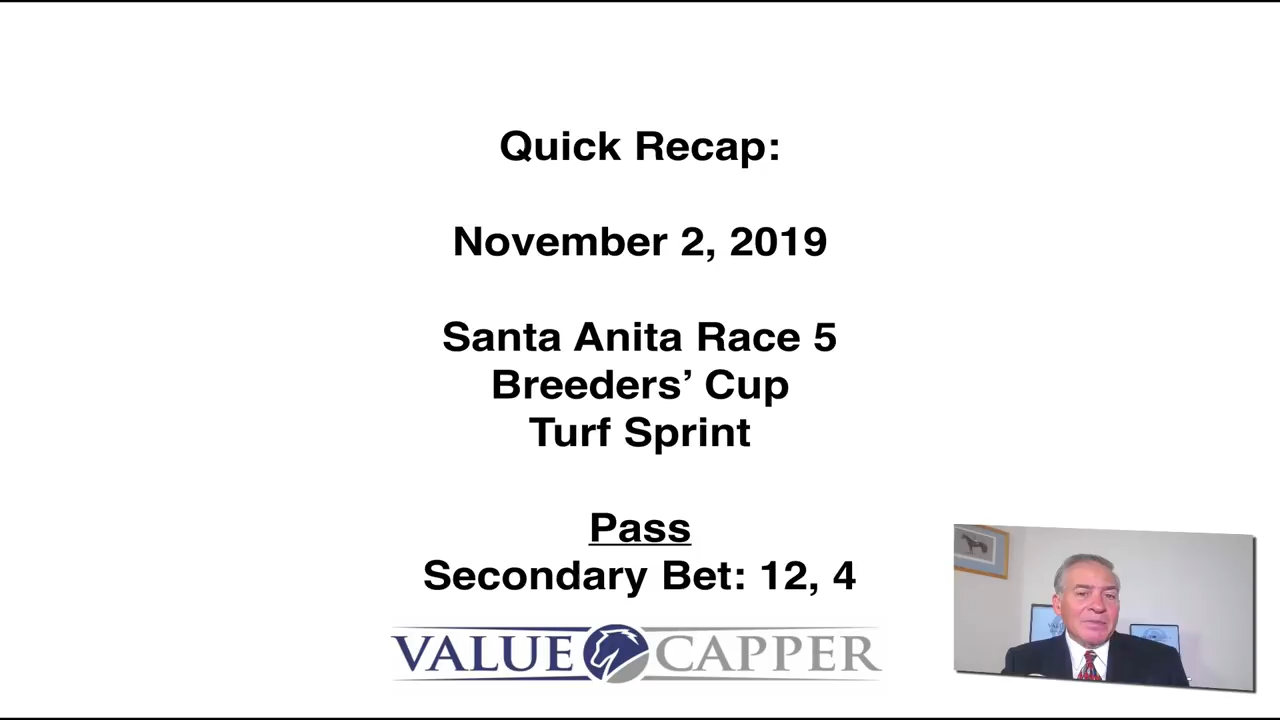 Quick Recap:
November 2, 2019
Santa Anita Race 5
Breeders’ Cup
Turf Sprint
Pass
Secondary Bet: 12, 4
VALUE CAPPER